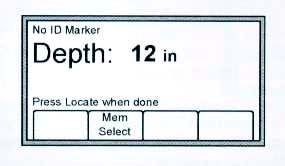 No ID Marker
Depth: 12 in
Press Locate when done
Mem
Select